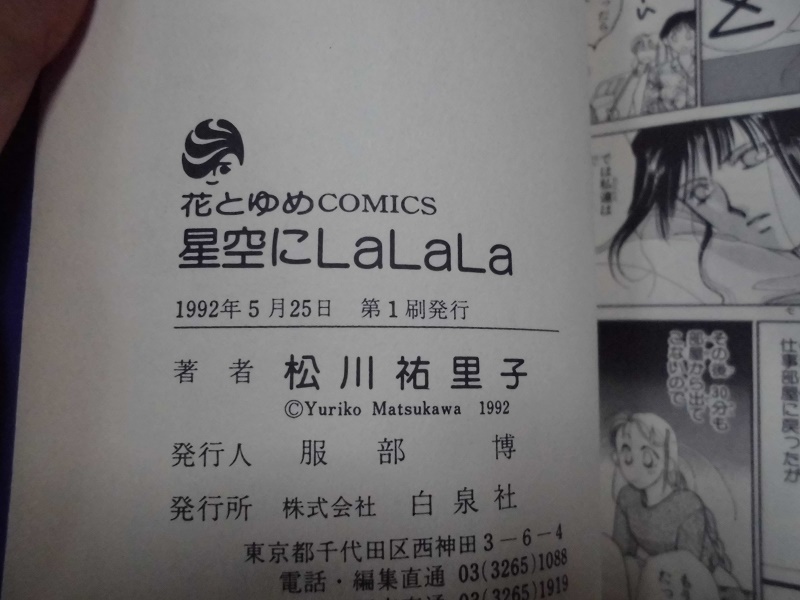 花とゆめCOMICS
星空にLaLaLa
1992年5月25日 第1刷発行
著者 松川祐里子
©Yuriko Matsukawa 1992
発行人 服部 博
発行所 株式会社 白泉社
東京都千代田区西神田3-6-4
電話・編集直通 03(3265)1088
03(3265)1919
では私達は
その後30分も
部屋から出て
こないので
仕事部屋に戻ったが